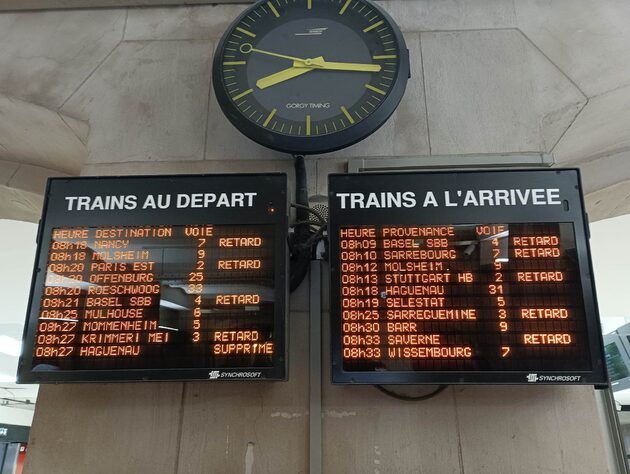 GORGY TIMING
TRAINS AU DEPART
HEURE DESTINATION VOIE
08h18 NANCY 7 RETARD
08h18 MOLSHEIM 9
08h20 PARIS EST 2 RETARD
08h20 OFFENBURG 25
08h20 ROESCHWOOG 33
08h21 BASEL SBB 4 RETARD
08h25 MULHOUSE 6
08h27 MOMMENHEIM 5
08h27 KRIMMERI MEI 3 RETARD
08h27 HAGUENAU SUPPRIME
SYNCHROSOFT
TRAINS A L'ARRIVEE
HEURE PROVENANCE VOIE
08h09 BASEL SBB 4 RETARD
08h10 SARREBOURG 7 RETARD
08h12 MOLSHEIM 9
08h13 STUTTGART HB 2 RETARD
08h18 HAGUENAU 31
08h19 SELESTAT 5
08h25 SARREGUEMINE 3 RETARD
08h30 BARR 9
08h33 SAVERNE RETARD
08h33 WISSEMBOURG 7
SYNCHROSOFT